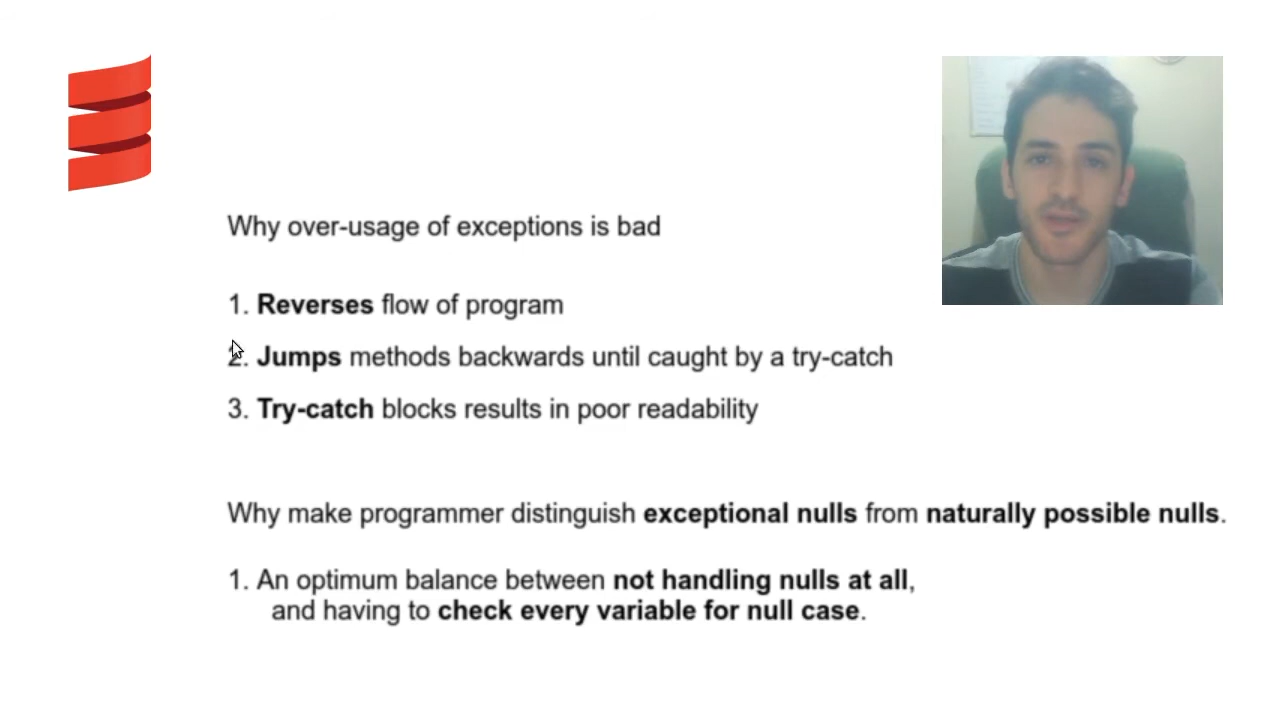 Why over-usage of exceptions is bad
1. Reverses flow of program
2. Jumps methods backwards until caught by a try-catch
3. Try-catch blocks results in poor readability
Why make programmer distinguish exceptional nulls from naturally possible nulls.
1. An optimum balance between not handling nulls at all,
and having to check every variable for null case.